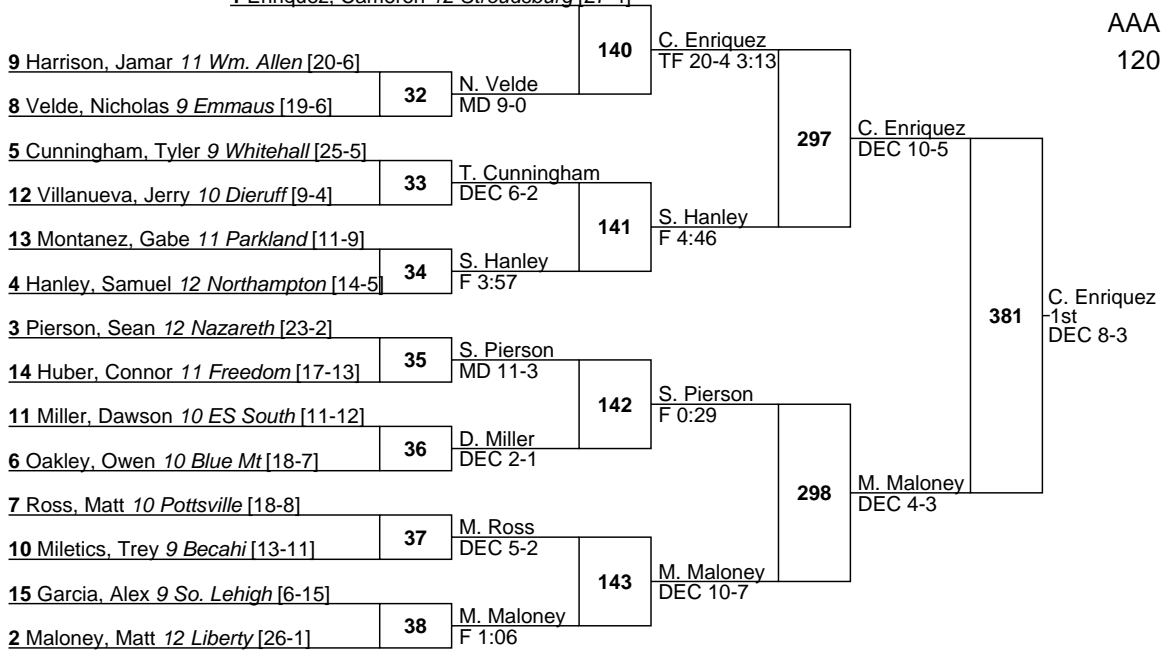 Enriquez, Cameron 12 Stroudsburg
AAA
120
140
C. Enriquez
TF 20-4 3:13
9 Harrison, Jamar 11 Wm. Allen [20-6]
32
N. Velde
MD 9-0
8 Velde, Nicholas 9 Emmaus [19-6]
297
C. Enriquez
DEC 10-5
5 Cunningham, Tyler 9 Whitehall [25-5]
33
T. Cunningham
DEC 6-2
12 Villanueva, Jerry 10 Dieruff [9-4]
141
S. Hanley
F 4:46
13 Montanez, Gabe 11 Parkland [11-9]
34
S. Hanley
F 3:57
4 Hanley, Samuel 12 Northampton [14-5]
381
C. Enriquez
1st
DEC 8-3
3 Pierson, Sean 12 Nazareth [23-2]
35
S. Pierson
MD 11-3
14 Huber, Connor 11 Freedom [17-13]
142
S. Pierson
F 0:29
11 Miller, Dawson 10 ES South [11-12]
36
D. Miller
DEC 2-1
6 Oakley, Owen 10 Blue Mt [18-7]
298
M. Maloney
DEC 4-3
7 Ross, Matt 10 Pottsville [18-8]
37
M. Ross
DEC 5-2
10 Miletics, Trey 9 Becahi [13-11]
143
M. Maloney
DEC 10-7
15 Garcia, Alex 9 So. Lehigh [6-15]
38
M. Maloney
F 1:06
2 Maloney, Matt 12 Liberty [26-1]